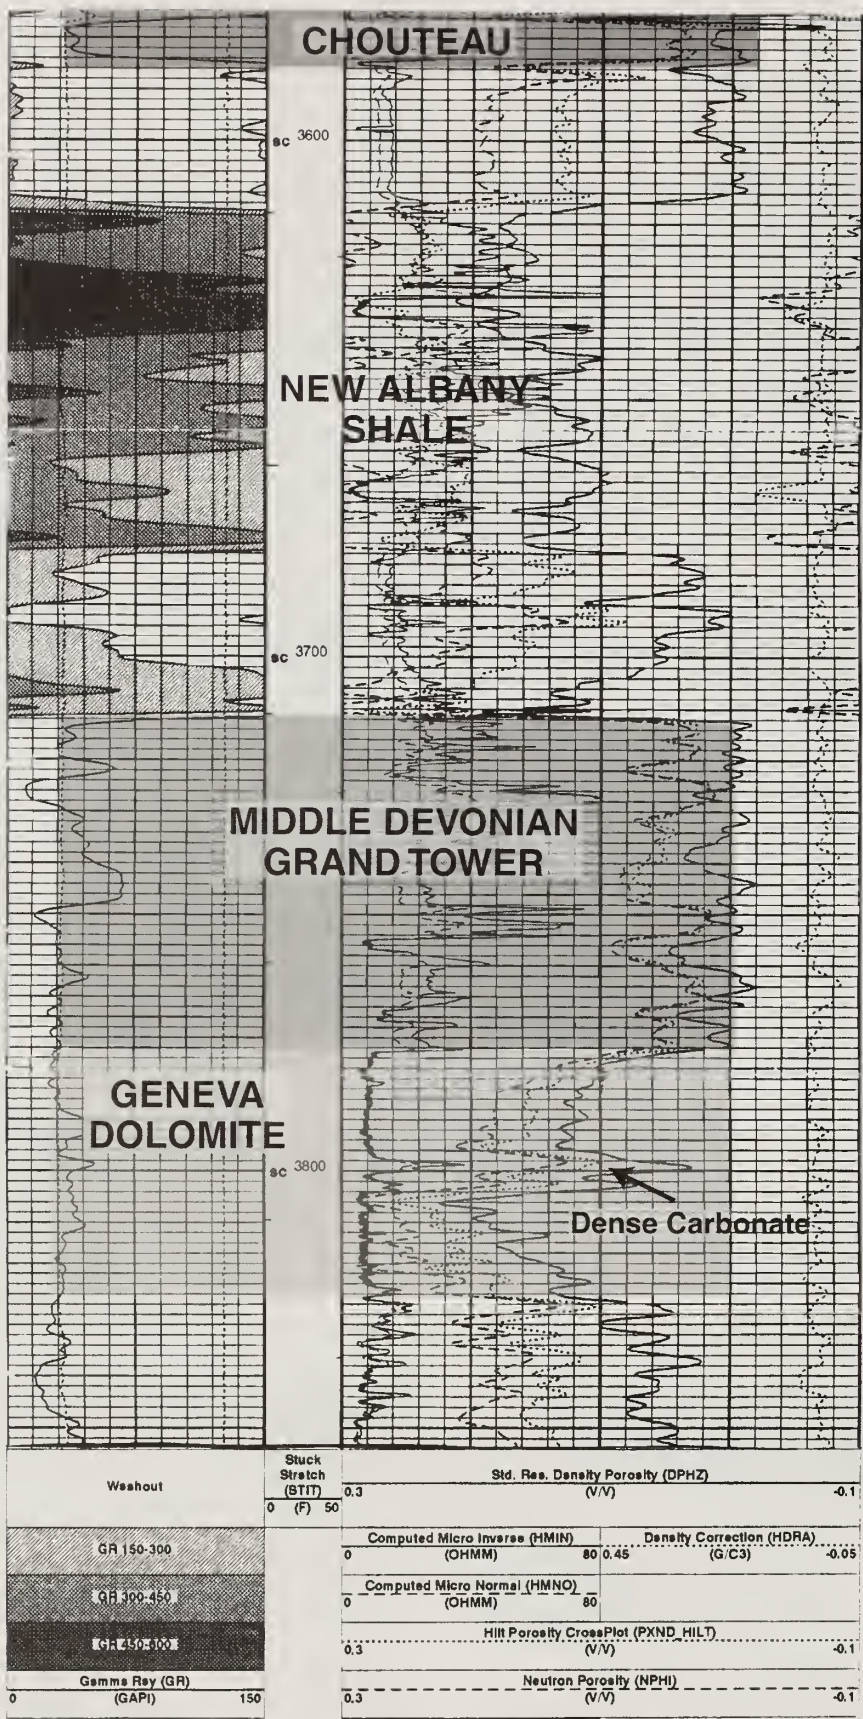 CHOUTEAU
sc 3600
NEW ALBANY
SHALE
sc 3700
MIDDLE DEVONIAN
GRAND TOWER
GENEVA
DOLOMITE
sc 3800
Dense Carbonate
Washout
Stuck
Stretch
(STIT)
0 (F) 50
Std. Res. Density Porosity (DPHZ)
0.3 (V/V) -0.1
GR 150-300
Computed Micro Inverse (HMIN)
0 (OHMM) 80
Density Correction (HDRA)
0.45 (G/C3) -0.05
GR 300-450
Computed Micro Normal (HMNO)
0 (OHMM) 80
GR 450-600
Hilt Porosity CrossPlot (PXND_HILT)
0.3 (V/V) -0.1
Gamma Ray (GR)
0 (GAPI) 150
Neutron Porosity (NPHI)
0.3 (V/V) -0.1